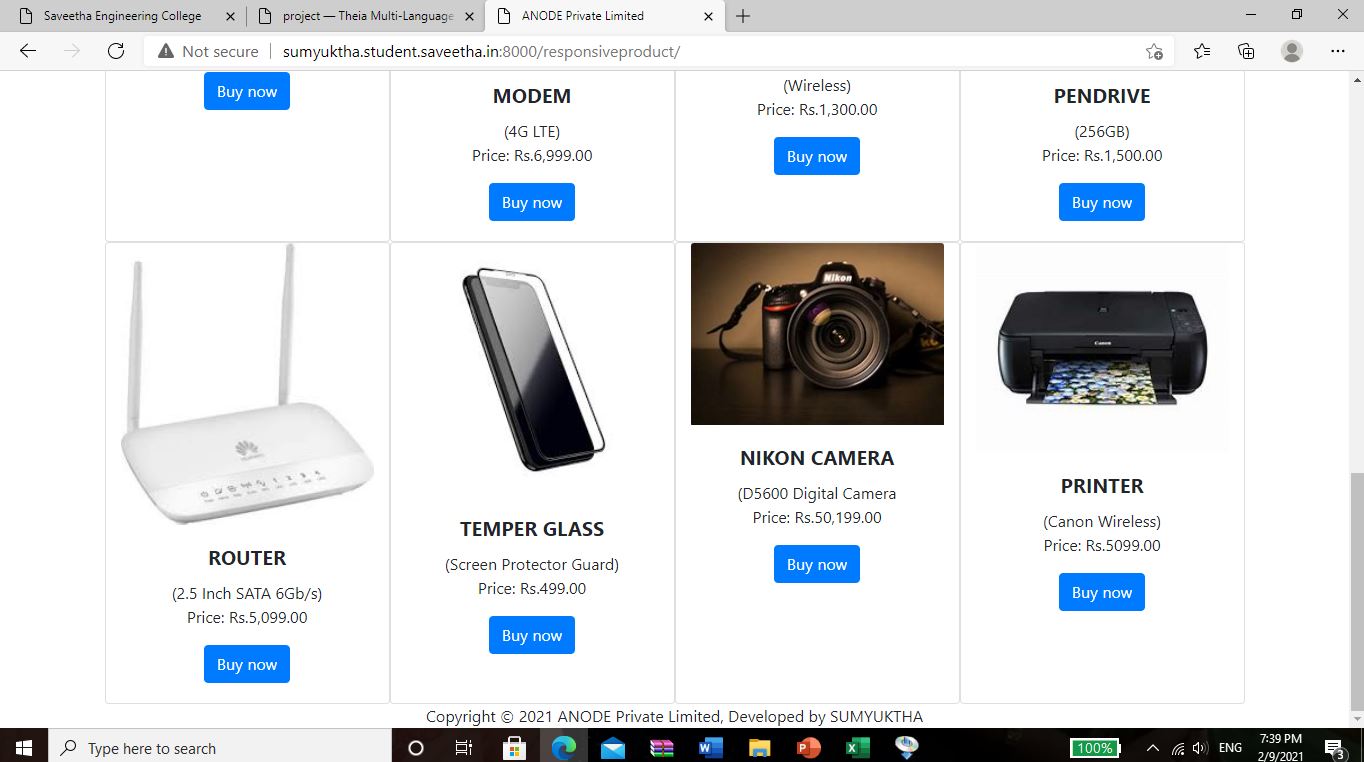 Saveetha Engineering College
project — Theia Multi-Language
ANODE Private Limited
Not secure
sumyuktha.student.saveetha.in:8000/responsiveproduct/
Buy now
MODEM
(4G LTE)
Price: Rs.6,999.00
Buy now
(Wireless)
Price: Rs.1,300.00
Buy now
PENDRIVE
(256GB)
Price: Rs.1,500.00
Buy now
ROUTER
(2.5 Inch SATA 6Gb/s)
Price: Rs.5,099.00
Buy now
TEMPER GLASS
(Screen Protector Guard)
Price: Rs.499.00
Buy now
Nikon
NIKON CAMERA
(D5600 Digital Camera
Price: Rs.50,199.00
Buy now
Canon
PRINTER
(Canon Wireless)
Price: Rs.5099.00
Buy now
Copyright © 2021 ANODE Private Limited, Developed by SUMYUKTHA
Type here to search
100%
ENG
7:39 PM
2/9/2021
3